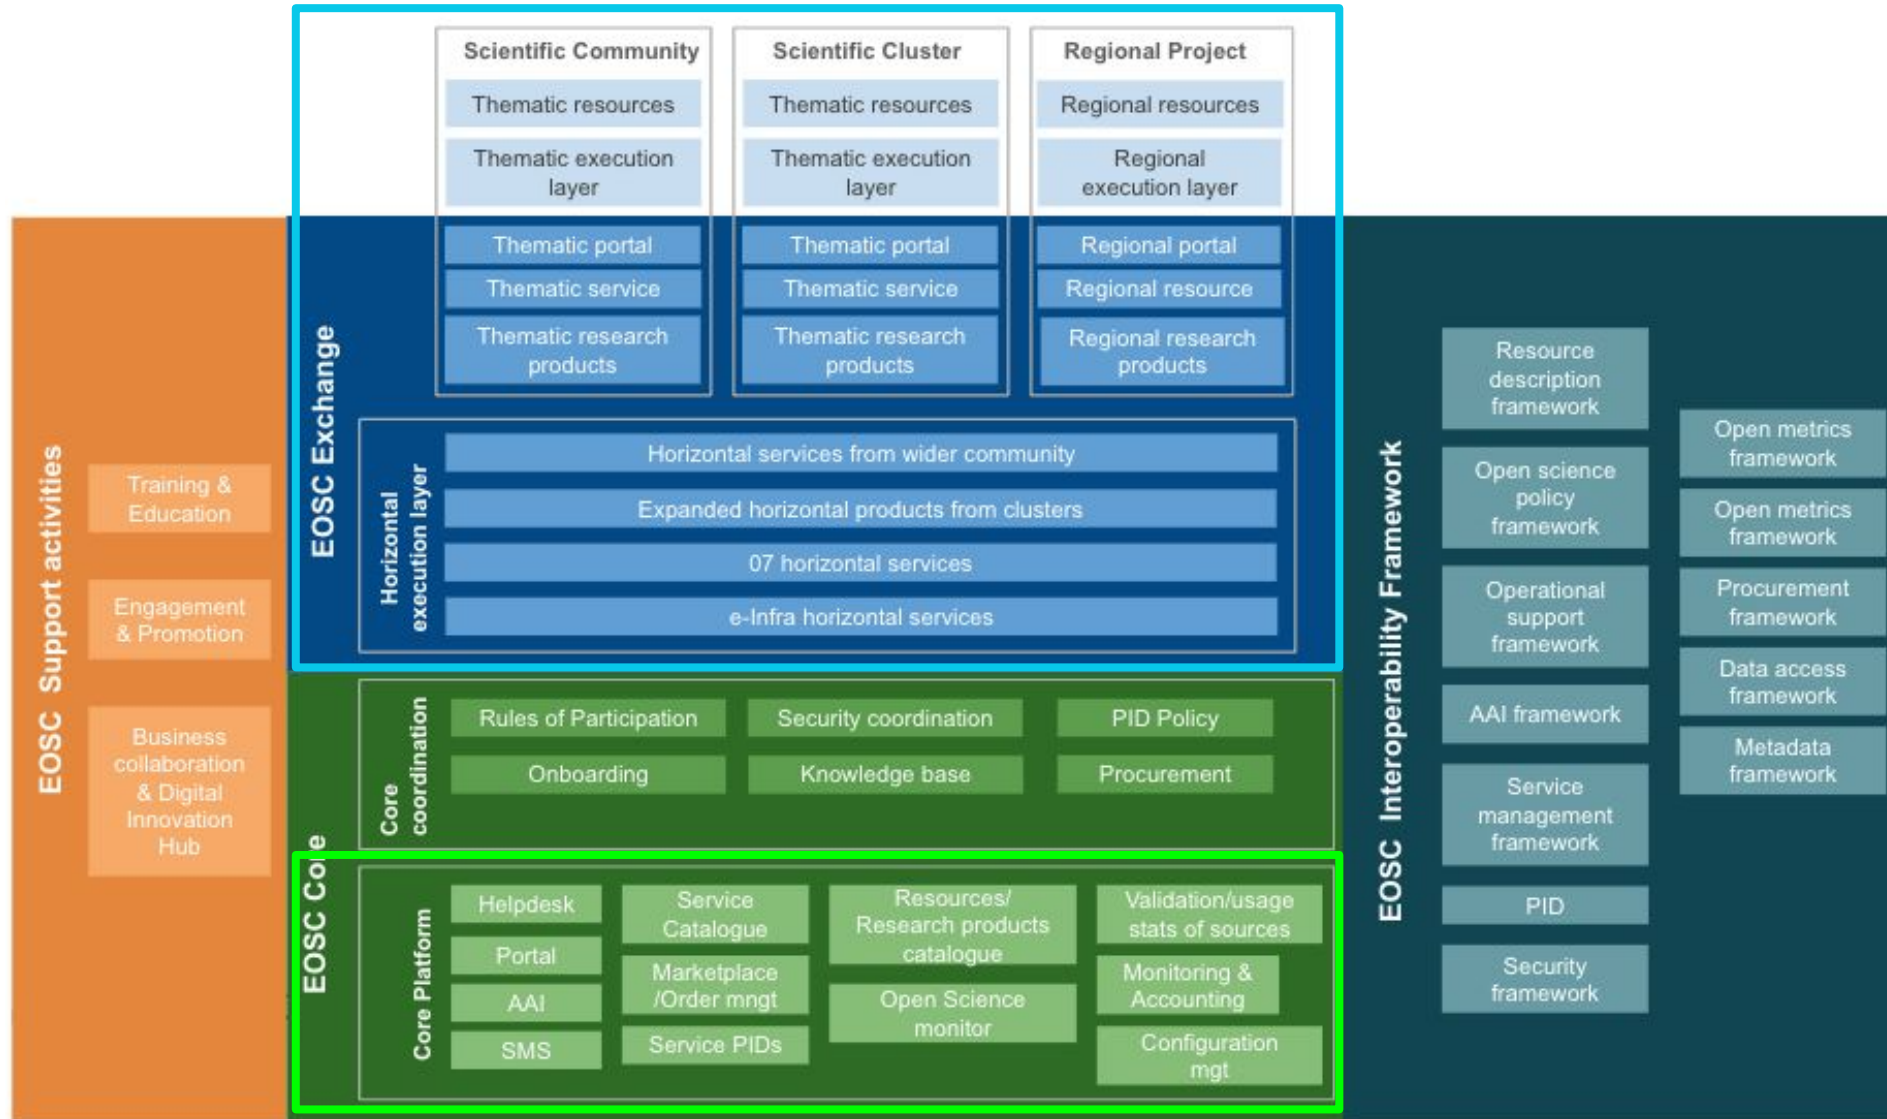 EOSC Support activities
Training &
Education
Engagement
& Promotion
Business
collaboration
& Digital
Innovation
Hub
EOSC Exchange
Scientific Community
Thematic resources
Thematic execution
layer
Thematic portal
Thematic service
Thematic research
products
Scientific Cluster
Thematic resources
Thematic execution
layer
Thematic portal
Thematic service
Thematic research
products
Regional Project
Regional resources
Regional
execution layer
Regional portal
Regional resource
Regional research
products
Horizontal
execution layer
Horizontal services from wider community
Expanded horizontal products from clusters
07 horizontal services
e-Infra horizontal services
EOSC Core
Core
coordination
Rules of Participation
Security coordination
PID Policy
Onboarding
Knowledge base
Procurement
Core Platform
Helpdesk
Portal
AAI
SMS
Service
Catalogue
Marketplace
/Order mngt
Service PIDs
Resources/
Research products
catalogue
Open Science
monitor
Validation/usage
stats of sources
Monitoring &
Accounting
Configuration
mgt
EOSC Interoperability Framework
Resource
description
framework
Open science
policy
framework
Operational
support
framework
AAI framework
Service
management
framework
PID
Security
framework
Open metrics
framework
Open metrics
framework
Procurement
framework
Data access
framework
Metadata
framework